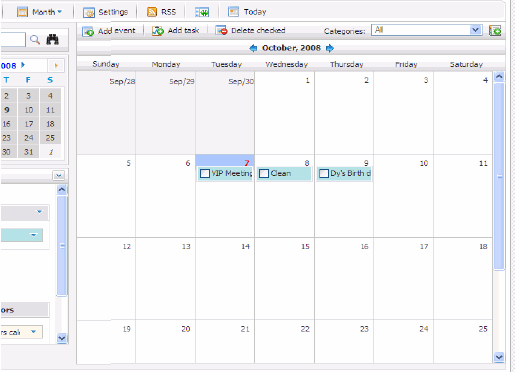 Month Settings RSS Today
Add event Add task Delete checked Categories: All
October, 2008
Sunday Monday Tuesday Wednesday Thursday Friday Saturday
Sep/28 Sep/29 Sep/30 1 2 3 4
5 6 7 8 9 10 11
VIP Meeting Clean Dy's Birth d
12 13 14 15 16 17 18
19 20 21 22 23 24 25
008
T F S
2 3 4
9 10 11
16 17 18
23 24 25
30 31 1
ors
rs cal